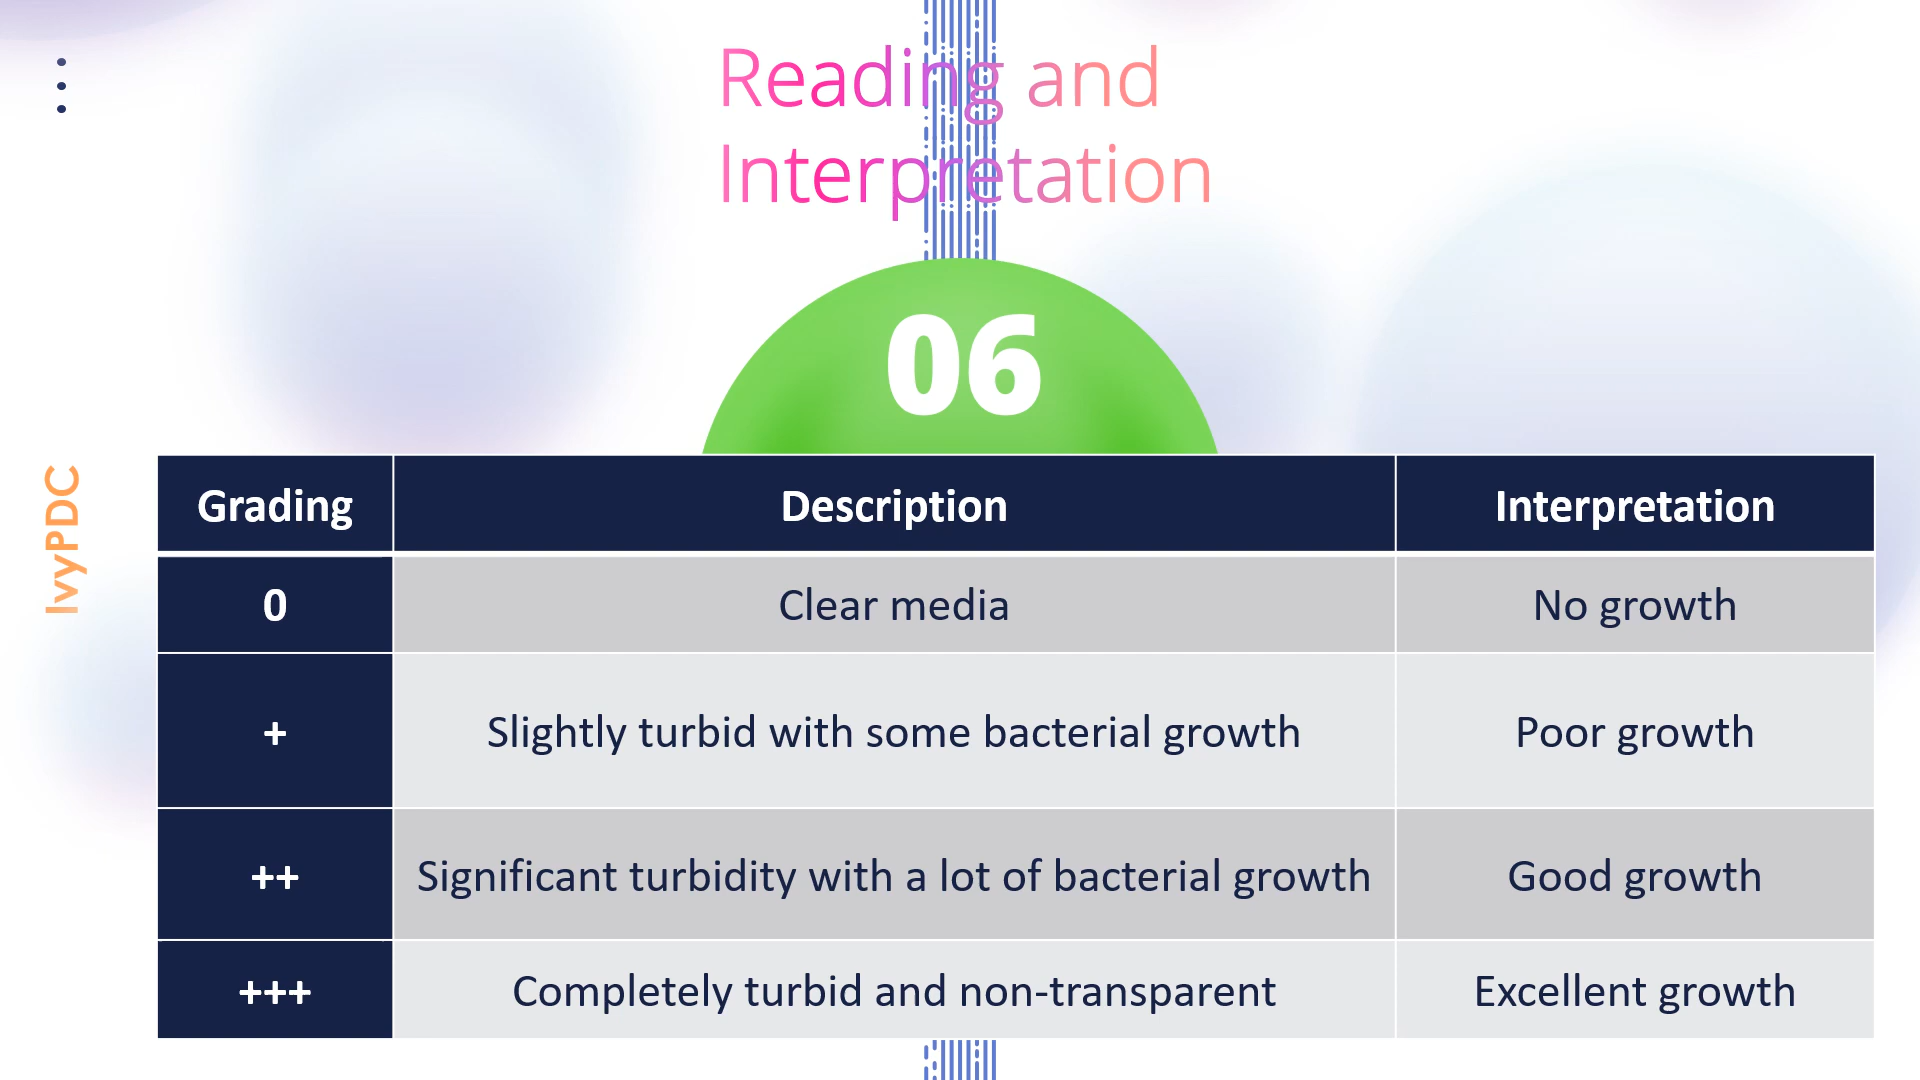 Reading and
Interpretation
06
IvyPDC
Grading Description Interpretation
0 Clear media No growth
+ Slightly turbid with some bacterial growth Poor growth
++ Significant turbidity with a lot of bacterial growth Good growth
+++ Completely turbid and non-transparent Excellent growth